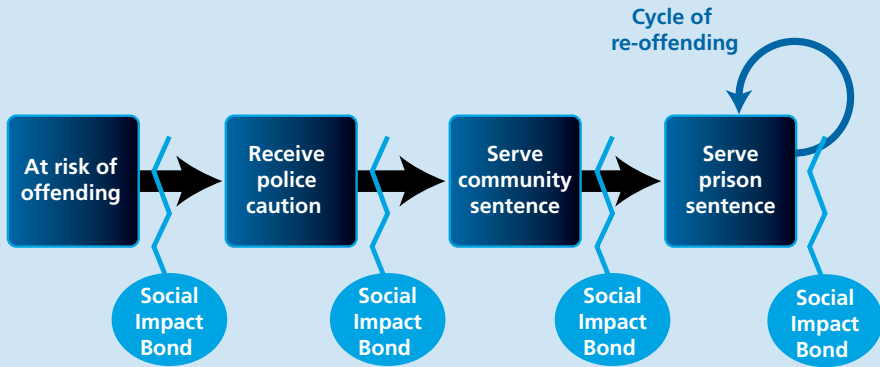 Cycle of
re-offending
At risk of
offending
Receive
police
caution
Serve
community
sentence
Serve
prison
sentence
Social
Impact
Bond
Social
Impact
Bond
Social
Impact
Bond
Social
Impact
Bond